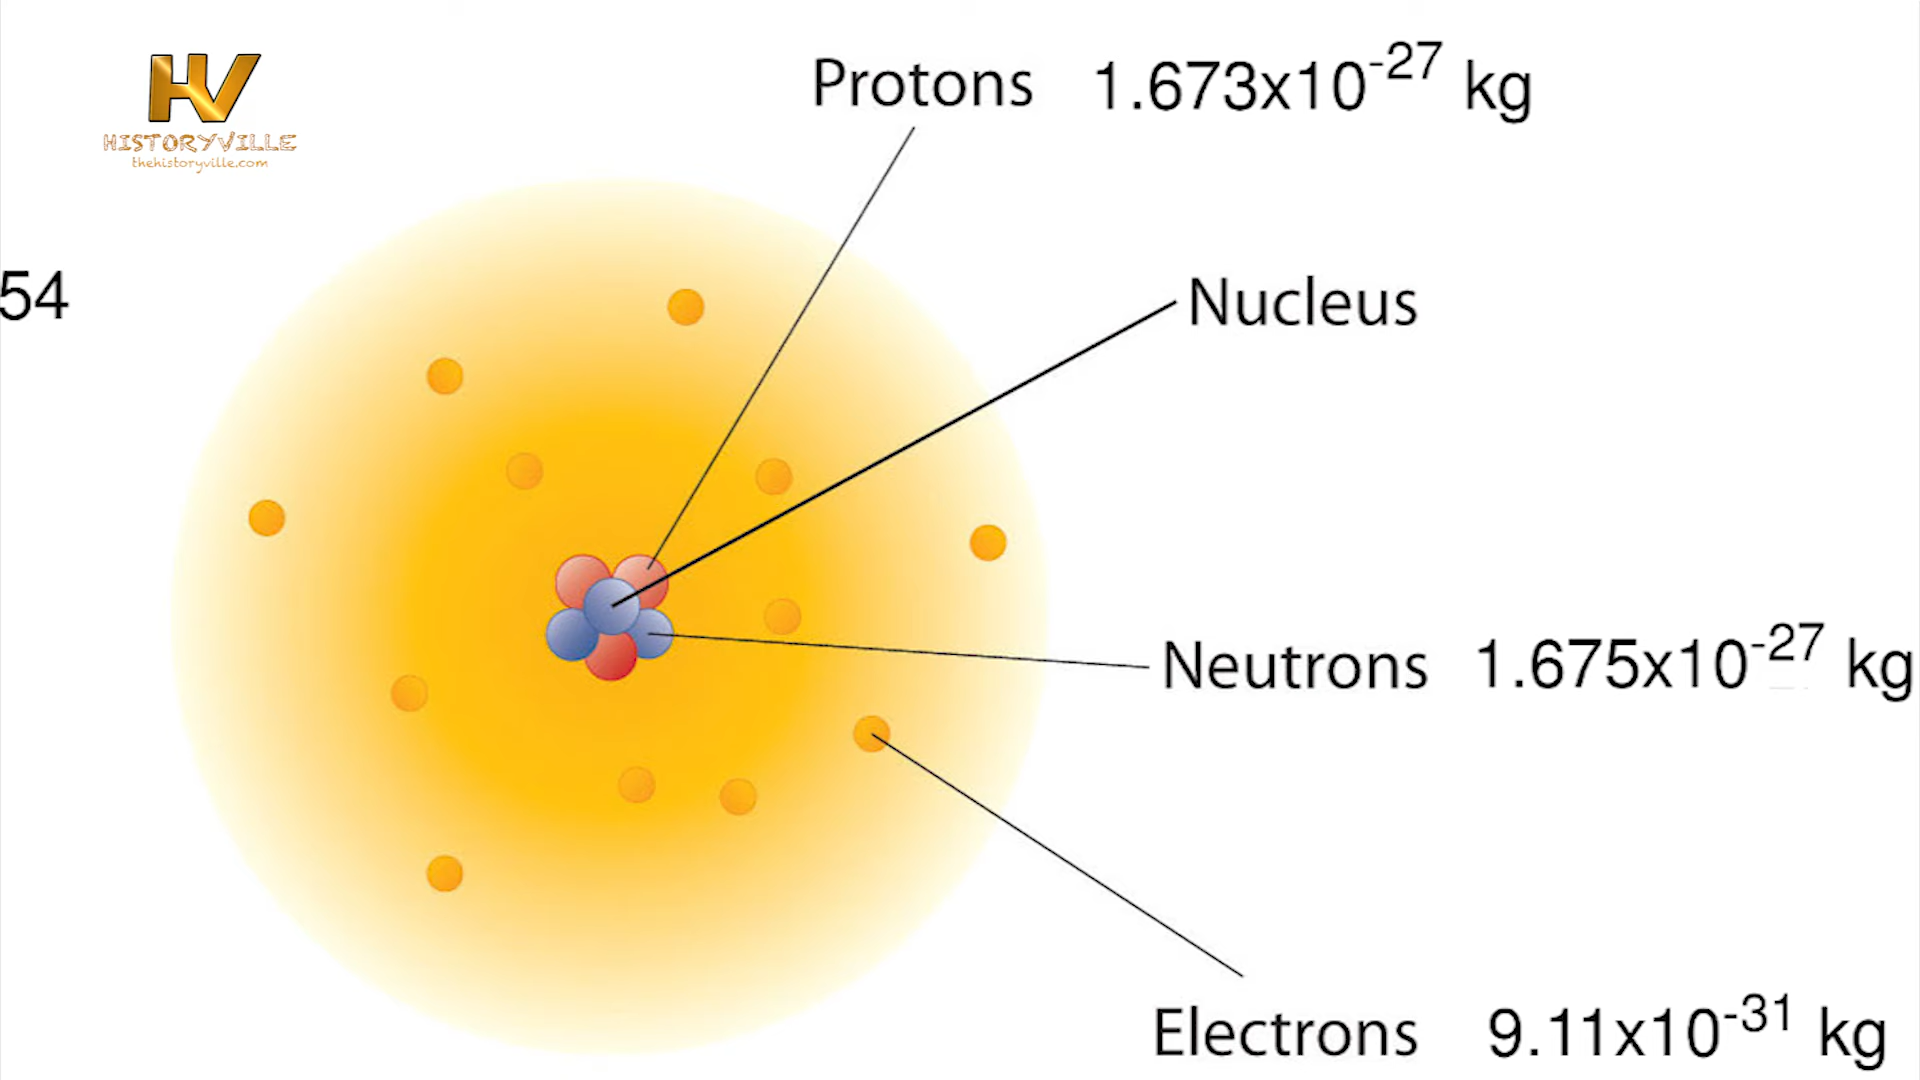 HV
HISTORYVILLE
thehistoryville.com
Protons 1.673x10⁻²⁷ kg
54
Nucleus
Neutrons 1.675x10⁻²⁷ kg
Electrons 9.11x10⁻³¹ kg